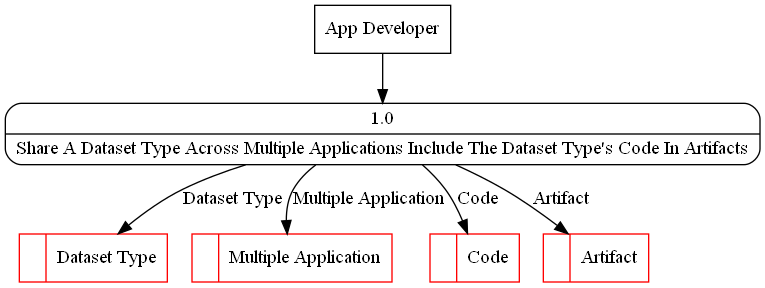 App Developer
1.0
Share A Dataset Type Across Multiple Applications Include The Dataset Type's Code In Artifacts
Dataset Type Multiple Application Code Artifact
Dataset Type Multiple Application Code Artifact